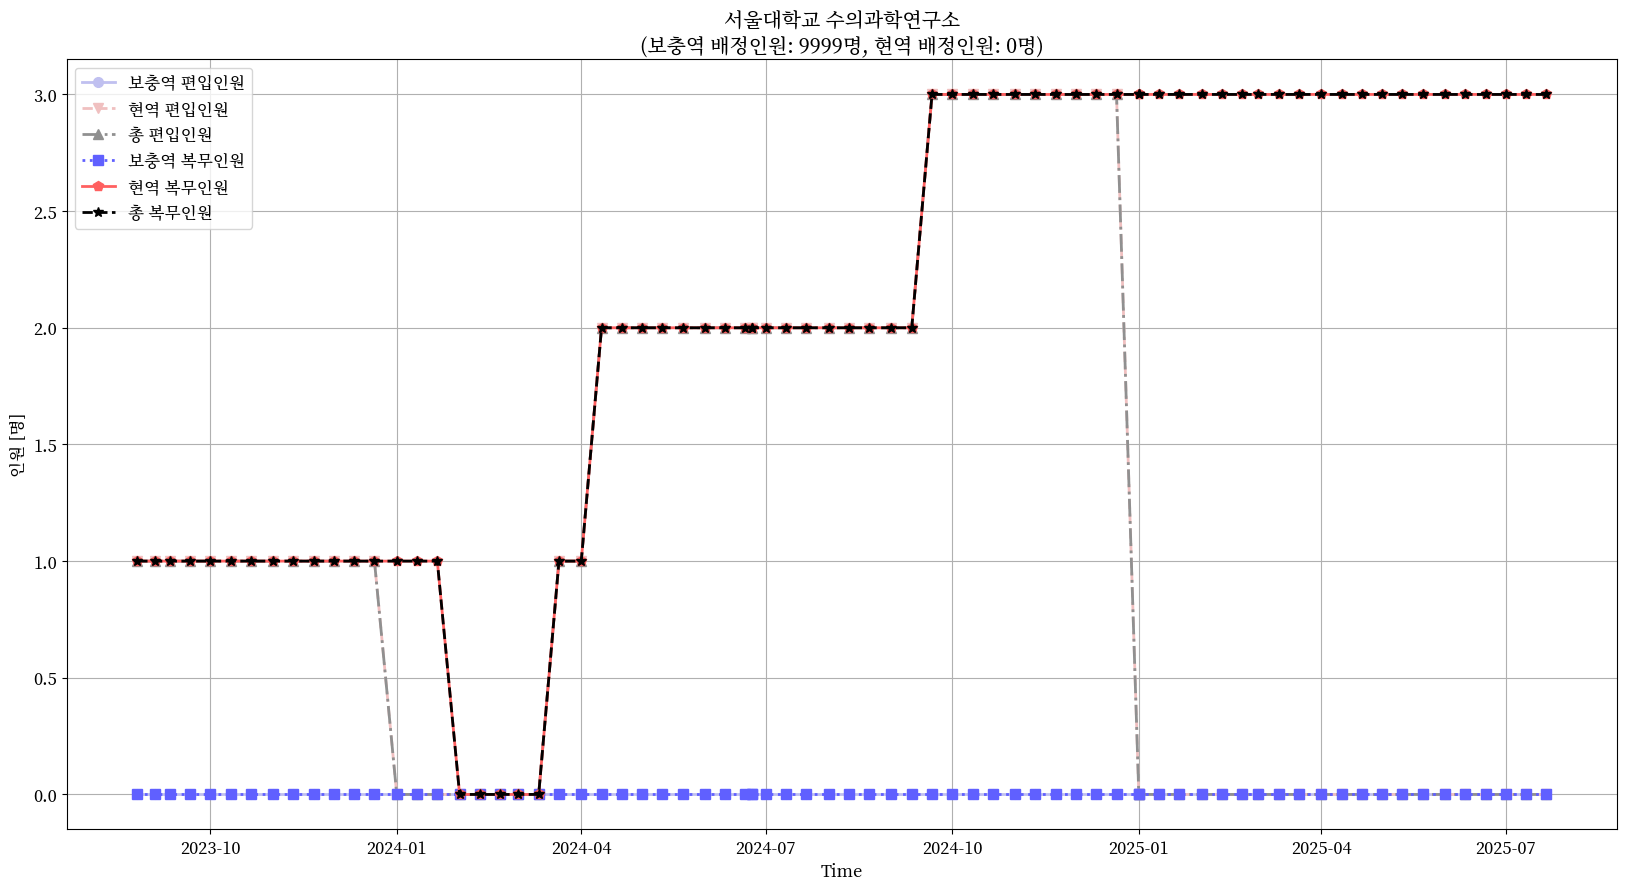 서울대학교 수의과학연구소
(보충역 배정인원: 9999명, 현역 배정인원: 0명)
보충역 편입인원
현역 편입인원
총 편입인원
보충역 복무인원
현역 복무인원
총 복무인원
3.0
2.5
2.0
1.5
1.0
0.5
0.0
인원 [명]
2023-10 2024-01 2024-04 2024-07 2024-10 2025-01 2025-04 2025-07
Time